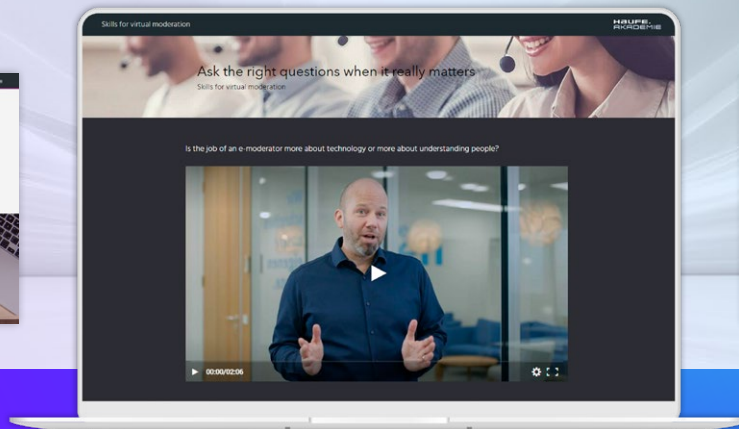 Skills for virtual moderation
HAUFE.
AKADEMIE
Ask the right questions when it really matters
Skills for virtual moderation
Is the job of an e-moderator more about technology or more about understanding people?
00:00/02:06